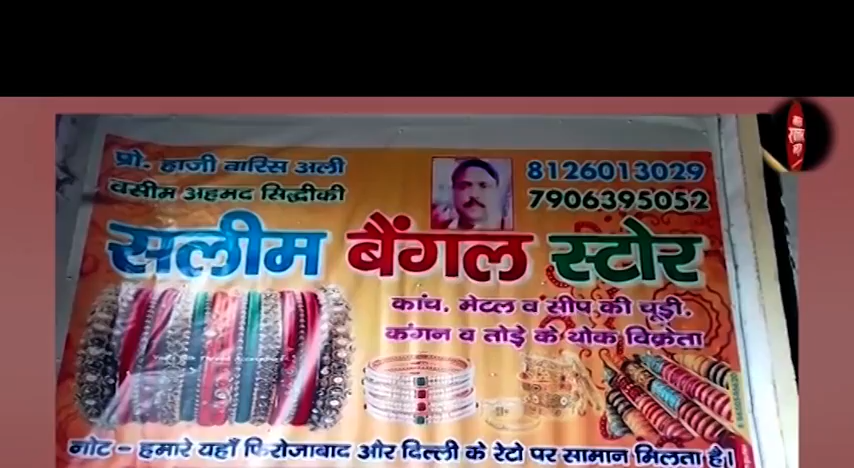 प्रो. हाजी वारिस अली
वसीम अहमद सिद्दीकी
8126013029
7906395052
सलीम बैंगल स्टोर
कांच, मेटल व सीप की चूड़ी,
कंगन व तोड़े के थोक विक्रेता
नोट - हमारे यहाँ फिरोजाबाद और दिल्ली के रेटो पर सामान मिलता है।